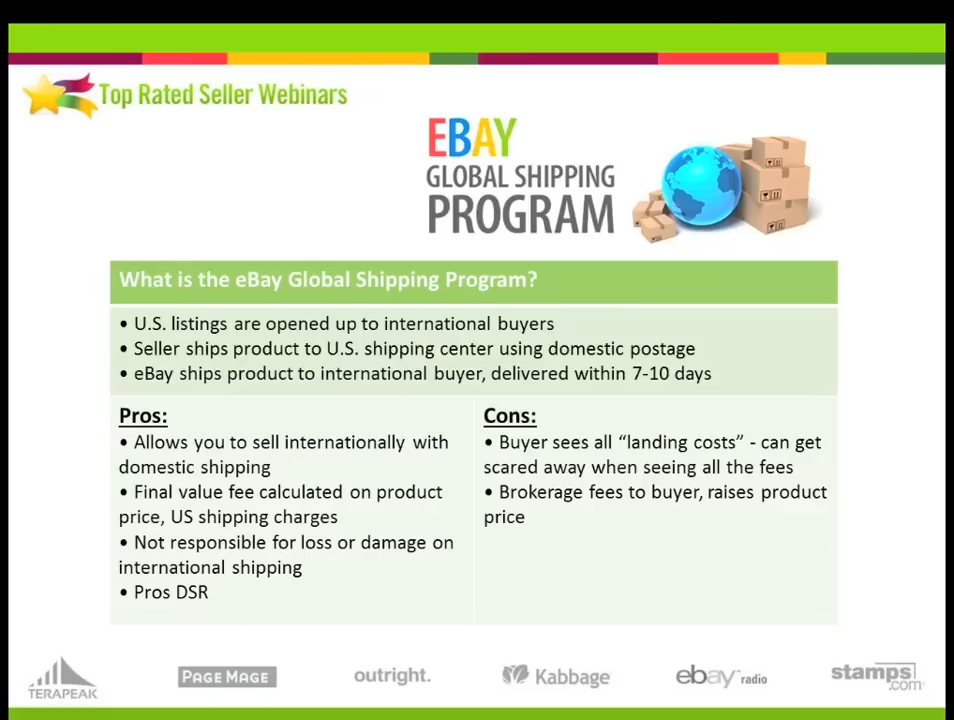 Top Rated Seller Webinars
EBAY
GLOBAL SHIPPING
PROGRAM
What is the eBay Global Shipping Program?
• U.S. listings are opened up to international buyers
• Seller ships product to U.S. shipping center using domestic postage
• eBay ships product to international buyer, delivered within 7-10 days
Pros:
• Allows you to sell internationally with
domestic shipping
• Final value fee calculated on product
price, US shipping charges
• Not responsible for loss or damage on
international shipping
• Pros DSR
Cons:
• Buyer sees all “landing costs” - can get
scared away when seeing all the fees
• Brokerage fees to buyer, raises product
price
TERAPEAK
PAGE MAGE
outright.
Kabbage
ebay™ radio
stamps
.com